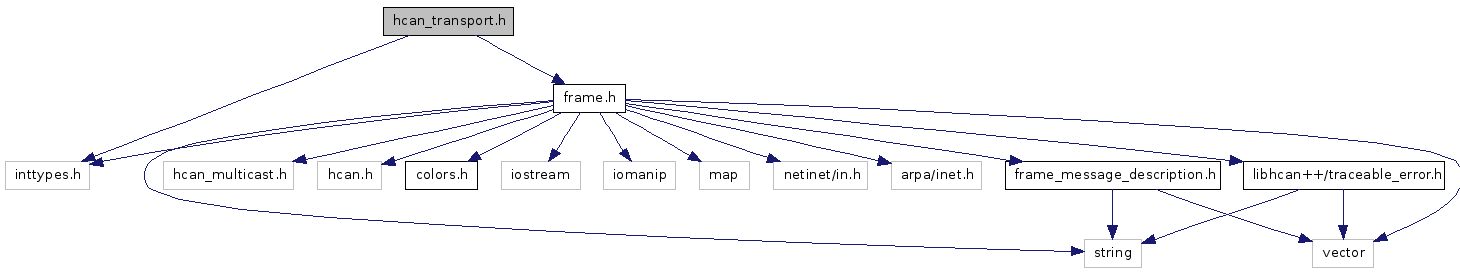 hcan_transport.h
frame.h
inttypes.h
hcan_multicast.h
hcan.h
colors.h
iostream
iomanip
map
netinet/in.h
arpa/inet.h
frame_message_description.h
libhcan++/traceable_error.h
string
vector